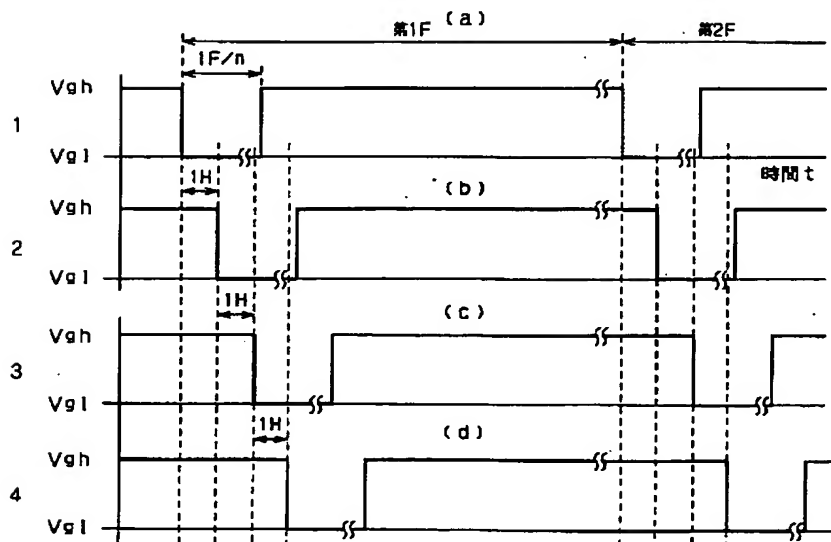 (a)
第1F 第2F
1F/n
Vgh
1
Vgl
時間t
1H
(b)
Vgh
2
Vgl
1H
(c)
Vgh
3
Vgl
1H
(d)
Vgh
4
Vgl